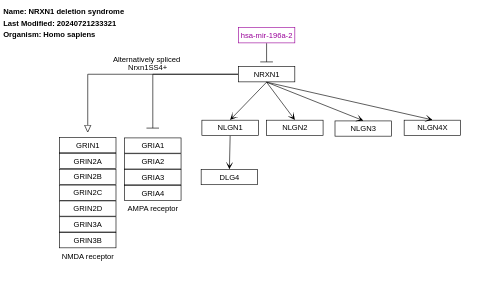 Name: NRXN1 deletion syndrome
Last Modified: 20240721233321
Organism: Homo sapiens
hsa-mir-196a-2
Alternatively spliced
Nrxn1SS4+
NRXN1
NLGN1
NLGN2
NLGN3
NLGN4X
GRIN1
GRIA1
GRIN2A
GRIA2
GRIN2B
GRIA3
DLG4
GRIN2C
GRIA4
GRIN2D
AMPA receptor
GRIN3A
GRIN3B
NMDA receptor